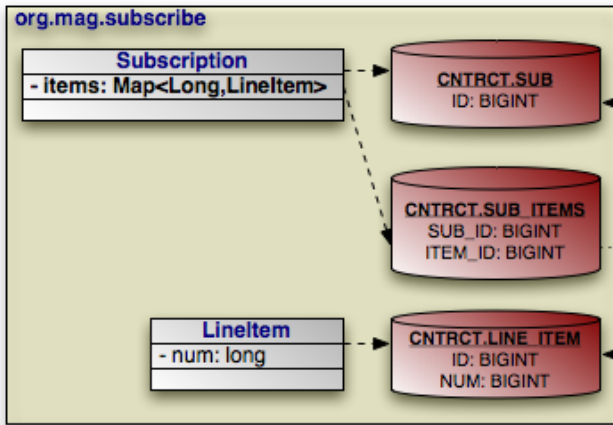 org.mag.subscribe
Subscription
- items: Map<Long,LineItem>
CNTRCT.SUB
ID: BIGINT
CNTRCT.SUB_ITEMS
SUB_ID: BIGINT
ITEM_ID: BIGINT
LineItem
- num: long
CNTRCT.LINE_ITEM
ID: BIGINT
NUM: BIGINT